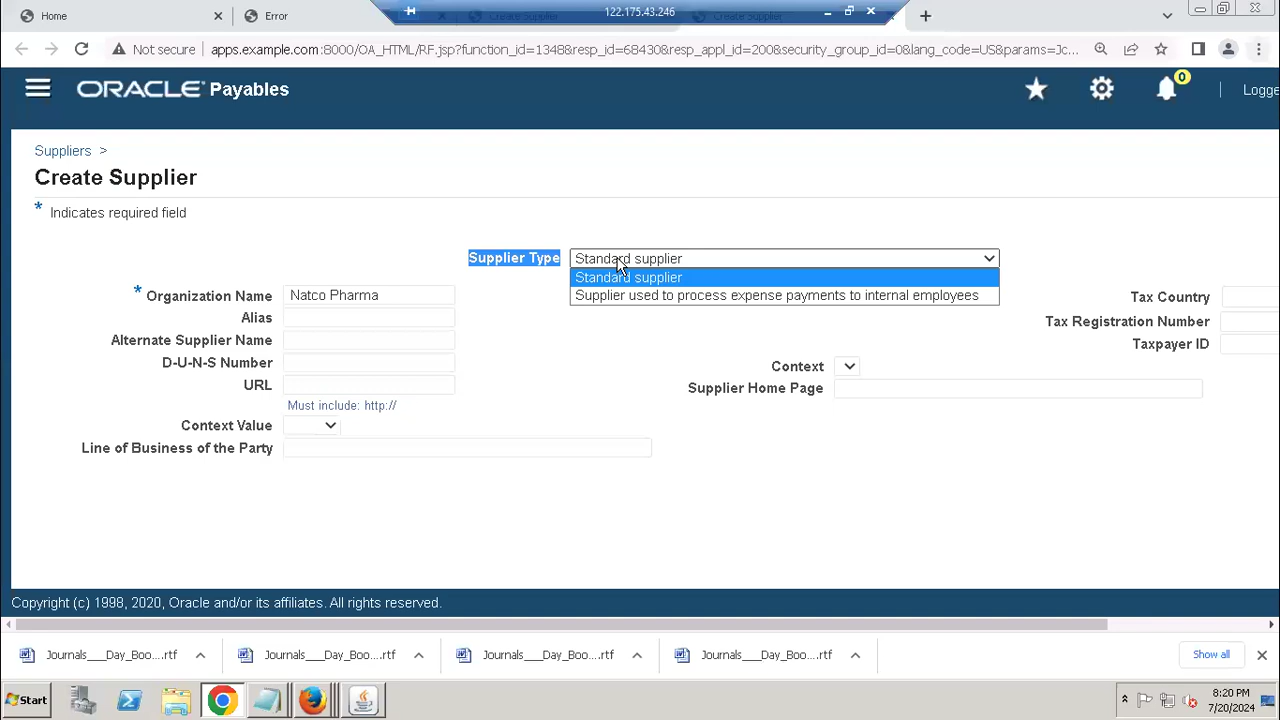 Home
Error
Create Supplier
Create Supplier
122.175.43.246
Not secure
apps.example.com:8000/OA_HTML/RF.jsp?function_id=1348&resp_id=68430&resp_appl_id=200&security_group_id=0&lang_code=US&params=Jc...
ORACLE Payables
0
Logge
Suppliers >
Create Supplier
* Indicates required field
Supplier Type
Standard supplier
Standard supplier
Supplier used to process expense payments to internal employees
* Organization Name
Natco Pharma
Tax Country
Alias
Tax Registration Number
Alternate Supplier Name
Taxpayer ID
D-U-N-S Number
Context
URL
Supplier Home Page
Must include: http://
Context Value
Line of Business of the Party
Copyright (c) 1998, 2020, Oracle and/or its affiliates. All rights reserved.
Journals___Day_Boo....rtf
Journals___Day_Boo....rtf
Journals___Day_Boo....rtf
Journals___Day_Boo....rtf
Show all
Start
8:20 PM
7/20/2024